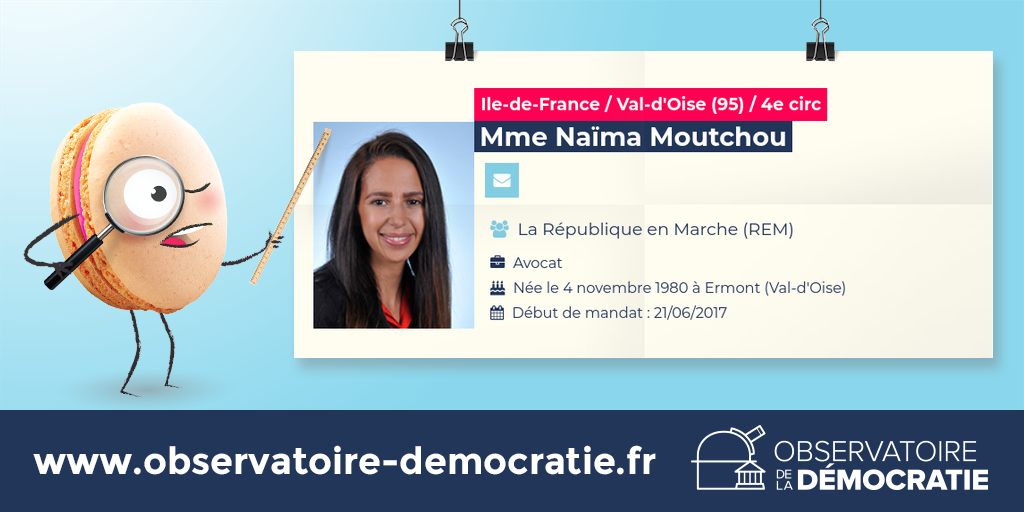 Ile-de-France / Val-d'Oise (95) / 4e circ
Mme Naïma Moutchou
La République en Marche (REM)
Avocat
Née le 4 novembre 1980 à Ermont (Val-d'Oise)
Début de mandat : 21/06/2017
www.observatoire-democratie.fr
OBSERVATOIRE
DE LA DÉMOCRATIE